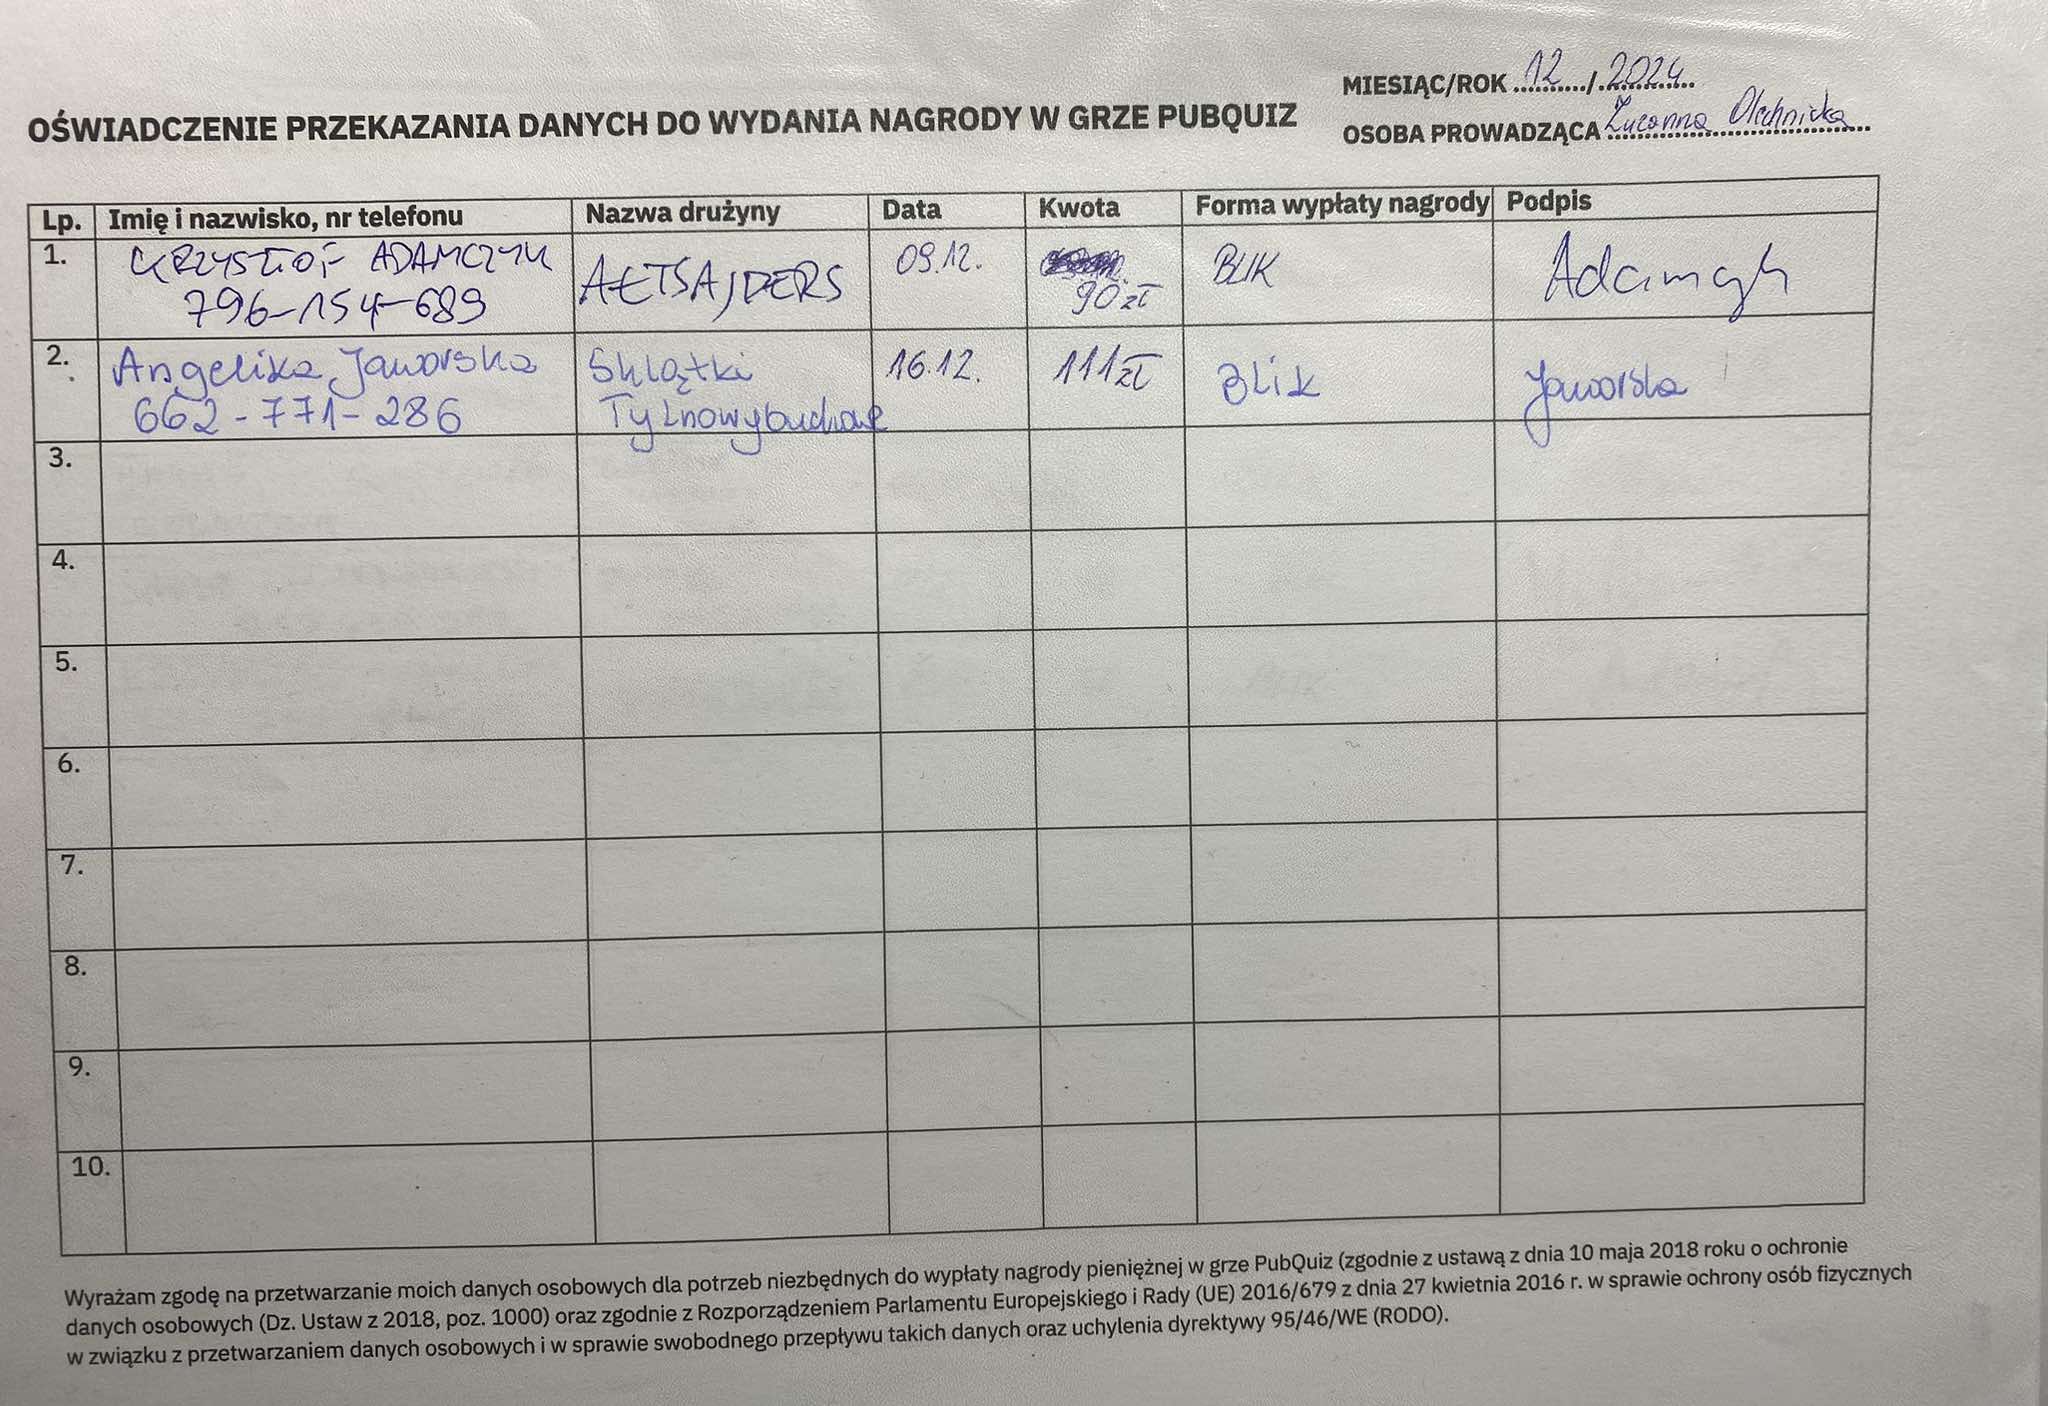 MIESIĄC/ROK 12 / 2024
OŚWIADCZENIE PRZEKAZANIA DANYCH DO WYDANIA NAGRODY W GRZE PUBQUIZ
OSOBA PROWADZĄCA Zuzanna Olechnicka
Lp. Imię i nazwisko, nr telefonu Nazwa drużyny Data Kwota Forma wypłaty nagrody Podpis
1. KRZYSZTOF ADAMCZYK AŁTSAJDERS 09.12. BLIK Adamczyk
796-154-689 90 zł
2. Angelika Jaworska Sklątki 16.12. 111 zł Blik Jaworska
662-771-286 Tylnowybuchowe
3.
4.
5.
6.
7.
8.
9.
10.
Wyrażam zgodę na przetwarzanie moich danych osobowych dla potrzeb niezbędnych do wypłaty nagrody pieniężnej w grze PubQuiz (zgodnie z ustawą z dnia 10 maja 2018 roku o ochronie
danych osobowych (Dz. Ustaw z 2018, poz. 1000) oraz zgodnie z Rozporządzeniem Parlamentu Europejskiego i Rady (UE) 2016/679 z dnia 27 kwietnia 2016 r. w sprawie ochrony osób fizycznych
w związku z przetwarzaniem danych osobowych i w sprawie swobodnego przepływu takich danych oraz uchylenia dyrektywy 95/46/WE (RODO).